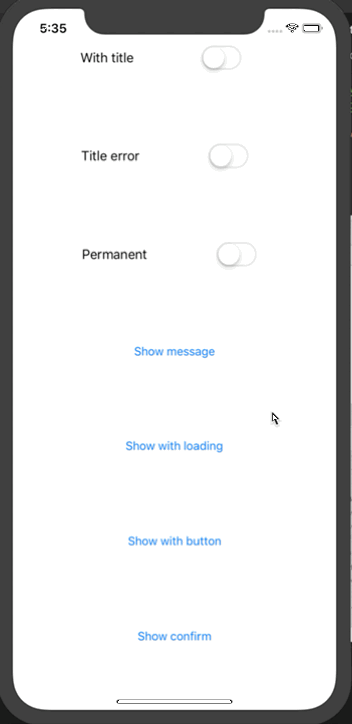 5:35
With title
Title error
Permanent
Show message
Show with loading
Show with button
Show confirm